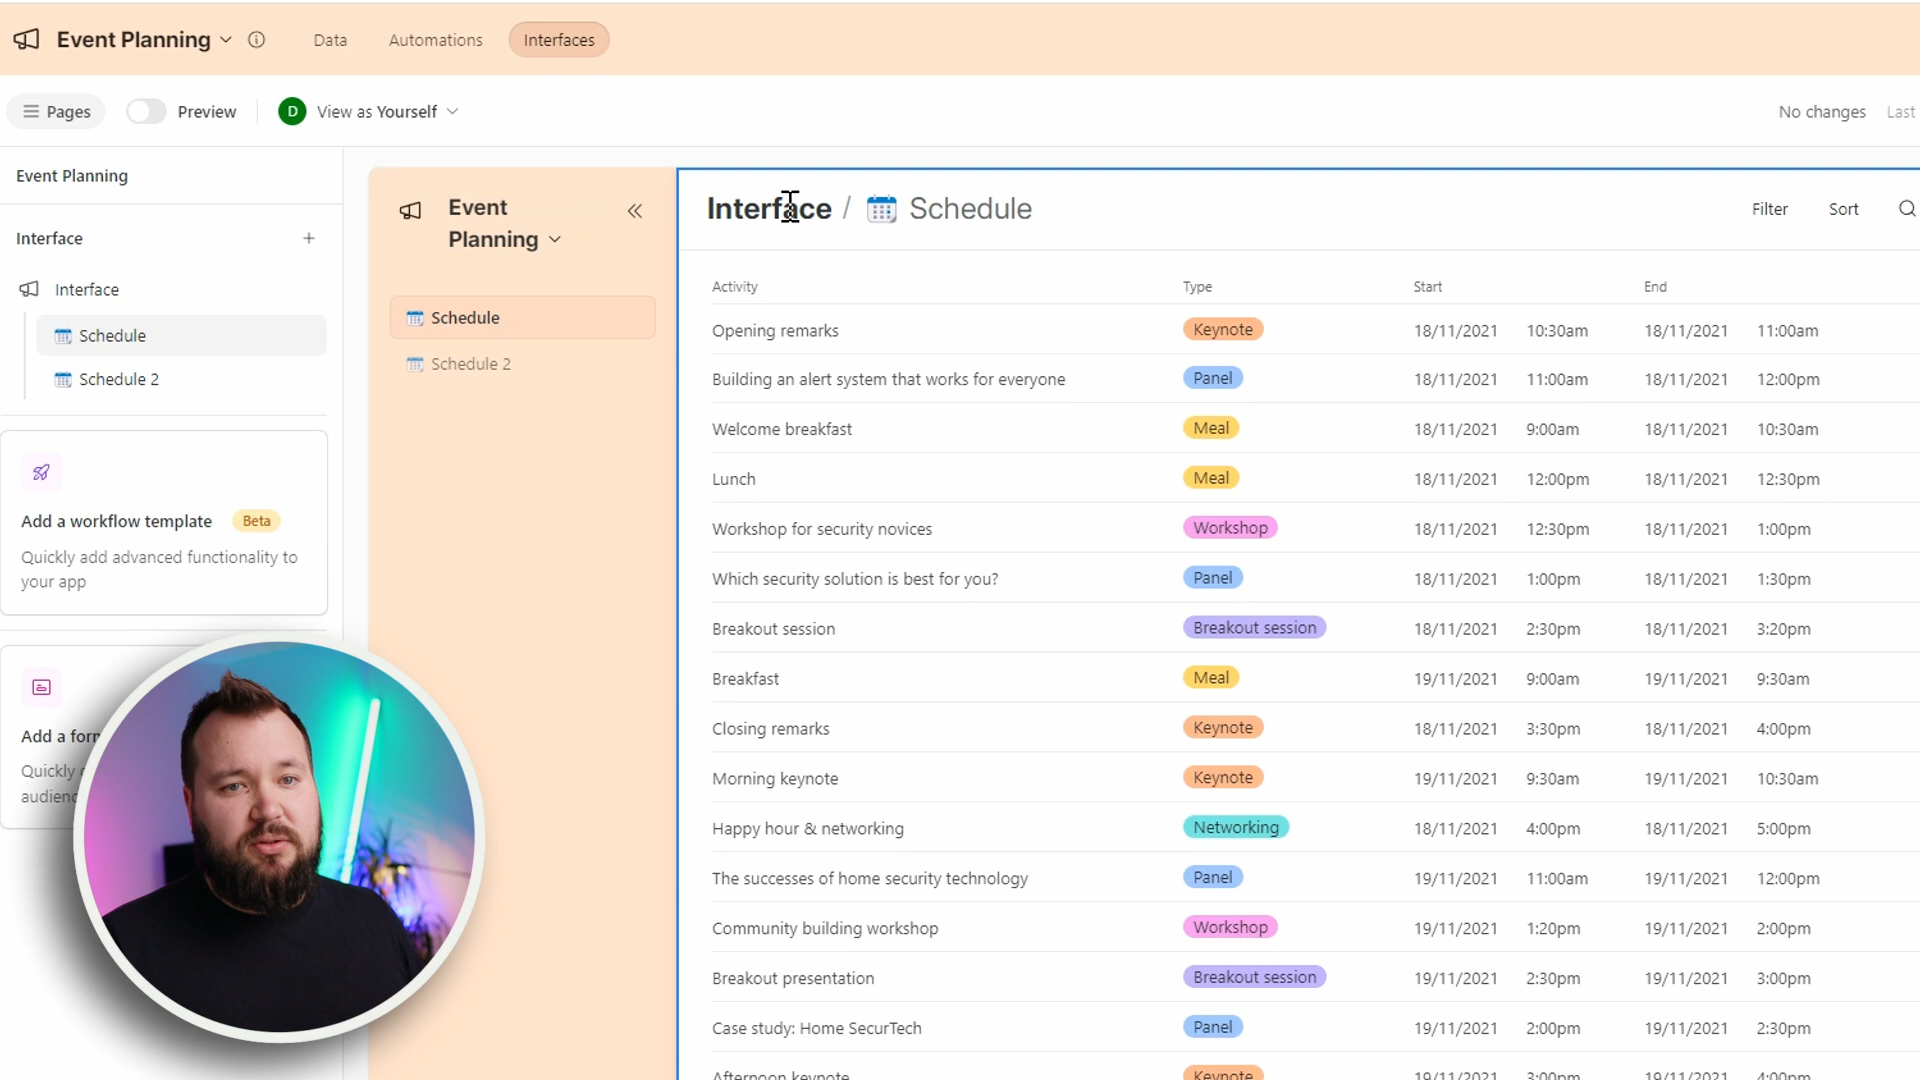 Event Planning
Data
Automations
Interfaces
Pages
Preview
D
View as Yourself
No changes
Last
Event Planning
Interface
Interface
Schedule
Schedule 2
Add a workflow template
Beta
Quickly add advanced functionality to
your app
Add a
Quickly
Event
Planning
Schedule
Schedule 2
Interface / Schedule
Filter
Sort
Activity Type Start End
Opening remarks Keynote 18/11/2021 10:30am 18/11/2021 11:00am
Building an alert system that works for everyone Panel 18/11/2021 11:00am 18/11/2021 12:00pm
Welcome breakfast Meal 18/11/2021 9:00am 18/11/2021 10:30am
Lunch Meal 18/11/2021 12:00pm 18/11/2021 12:30pm
Workshop for security novices Workshop 18/11/2021 12:30pm 18/11/2021 1:00pm
Which security solution is best for you? Panel 18/11/2021 1:00pm 18/11/2021 1:30pm
Breakout session Breakout session 18/11/2021 2:30pm 18/11/2021 3:20pm
Breakfast Meal 19/11/2021 9:00am 19/11/2021 9:30am
Closing remarks Keynote 18/11/2021 3:30pm 18/11/2021 4:00pm
Morning keynote Keynote 19/11/2021 9:30am 19/11/2021 10:30am
Happy hour & networking Networking 18/11/2021 4:00pm 18/11/2021 5:00pm
The successes of home security technology Panel 19/11/2021 11:00am 19/11/2021 12:00pm
Community building workshop Workshop 19/11/2021 1:20pm 19/11/2021 2:00pm
Breakout presentation Breakout session 19/11/2021 2:30pm 19/11/2021 3:00pm
Case study: Home SecurTech Panel 19/11/2021 2:00pm 19/11/2021 2:30pm
Afternoon keynote Keynote 19/11/2021 3:00pm 19/11/2021 4:00pm